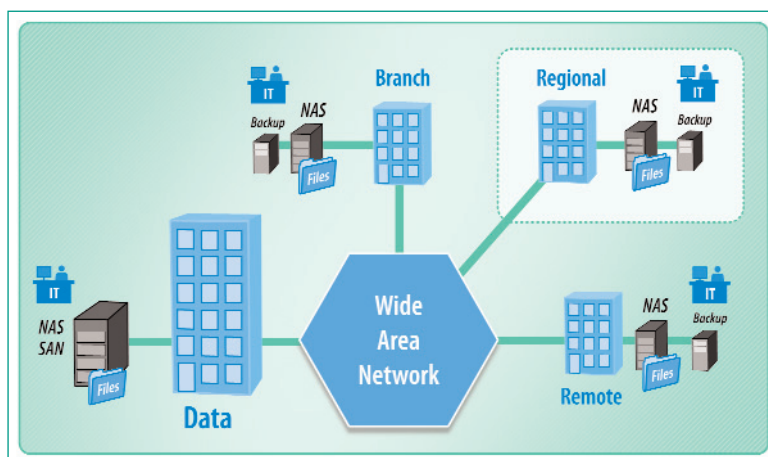 Branch
IT
Backup
NAS
Files
Regional
IT
NAS
Backup
Files
IT
NAS
SAN
Files
Data
Wide
Area
Network
IT
NAS
Backup
Files
Remote